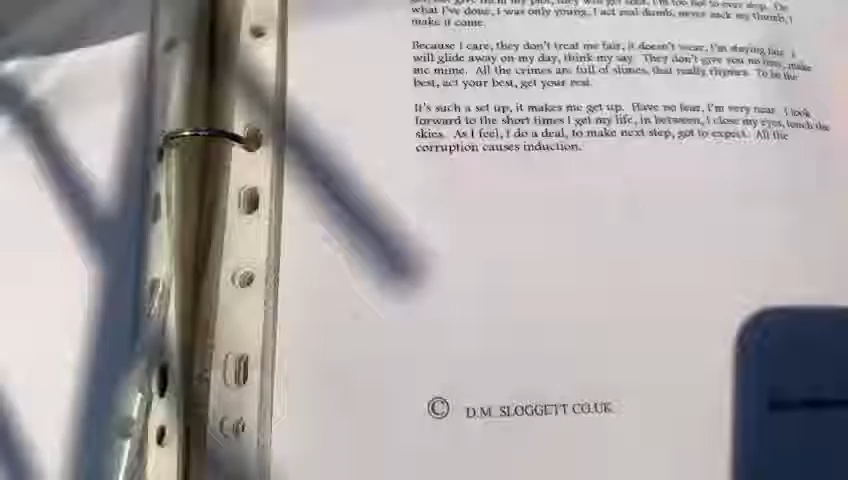 what I've done, I was only young, I act real dumb, never suck my thumb, I
make it come.
Because I care, they don't treat me fair, it doesn't wear, I'm staying fair I
will glide away on my day, think my say. They don't give you no time, make
me mime. All the crimes are full of slimes, that really rhymes. To be the
best, act your best, get your rest.
It's such a set up, it makes me get up. Have no fear, I'm very near. I look
forward to the short times I get my life, in between, I close my eyes, touch the
skies. As I feel, I do a deal, to make next step, got to expect. All the
corruption causes induction.
© D.M. SLOGGETT CO.UK